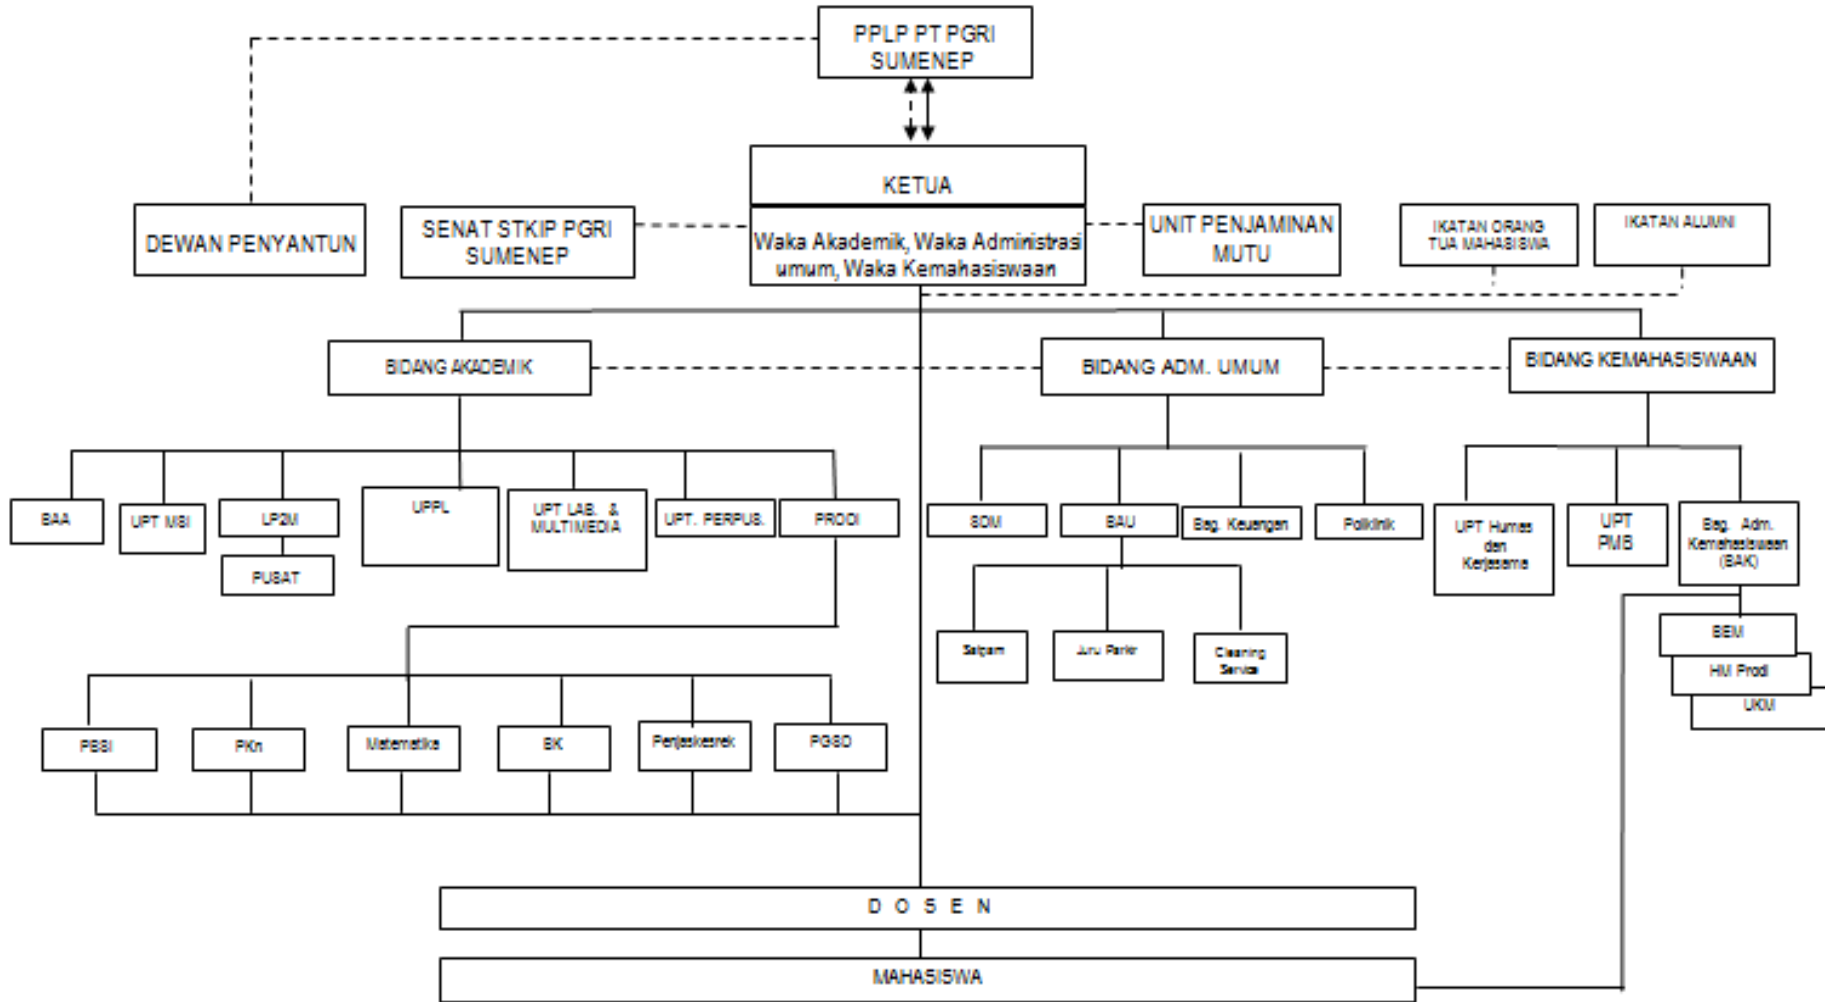 PPLP PT PGRI
SUMENEP
KETUA
Waka Akademik, Waka Administrasi
umum, Waka Kemahasiswaan
DEWAN PENYANTUN
SENAT STKIP PGRI
SUMENEP
UNIT PENJAMINAN
MUTU
IKATAN ORANG
TUA MAHASISWA
IKATAN ALUMNI
BIDANG AKADEMIK
BIDANG ADM. UMUM
BIDANG KEMAHASISWAAN
BAA
UPT MSI
LP2M
UPPL
UPT LAB. &
MULTIMEDIA
UPT. PERPUS.
PRODI
PUSAT
SDM
BAU
Bag. Keuangan
Poliklinik
UPT Humas
dan
Kerjasama
UPT
PMB
Bag. Adm.
Kemahasiswaan
(BAK)
Satpam
Juru Parkir
Cleaning
Service
BEM
HM Prodi
UKM
PBSI
PKn
Matematika
BK
Penjaskesrek
PGSD
D O S E N
MAHASISWA